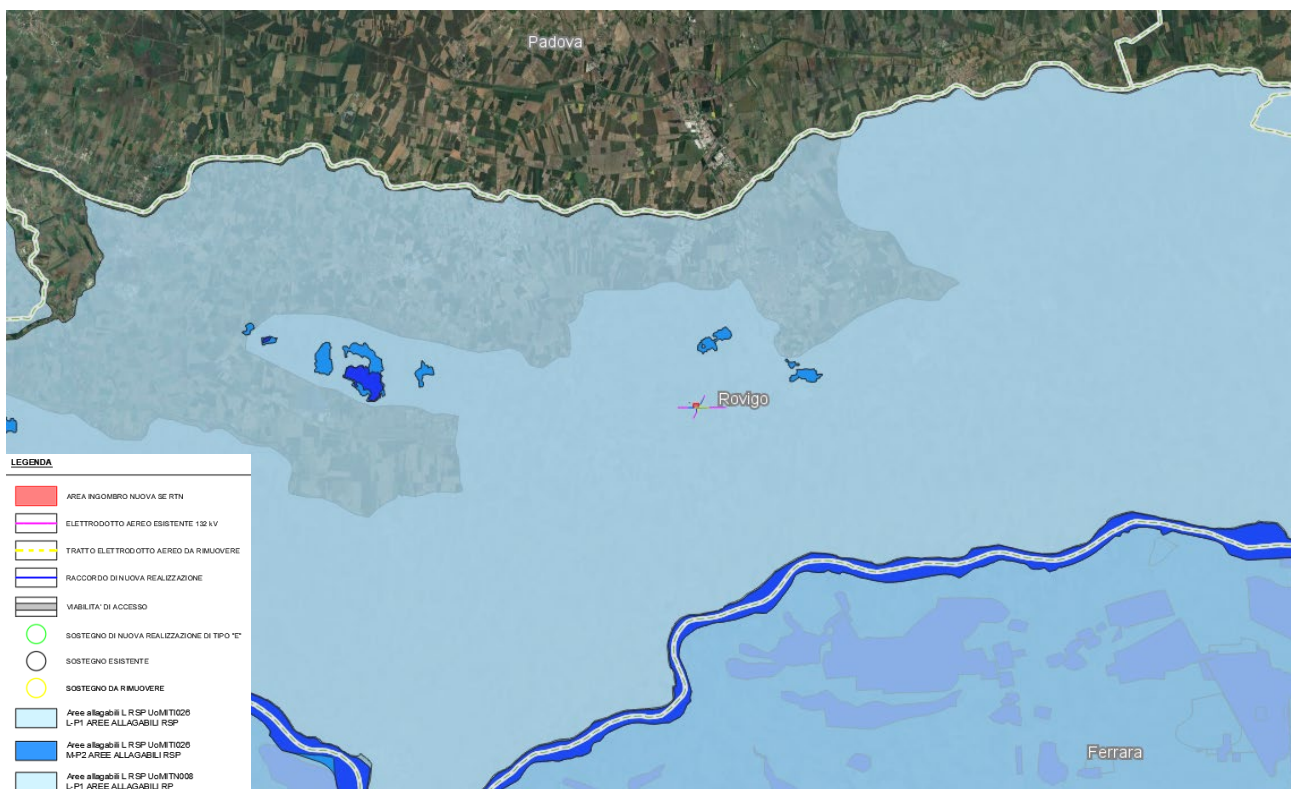 Padova
Rovigo
Ferrara
LEGENDA
AREA INGOMBRO NUOVA SE RTN
ELETTRODOTTO AEREO ESISTENTE 132 kV
TRATTO ELETTRODOTTO AEREO DA RIMUOVERE
RACCORDO DI NUOVA REALIZZAZIONE
VIABILITA' DI ACCESSO
SOSTEGNO DI NUOVA REALIZZAZIONE DI TIPO "E"
SOSTEGNO ESISTENTE
SOSTEGNO DA RIMUOVERE
Aree allagabili L RSP UoMITI026
L-P1 AREE ALLAGABILI RSP
Aree allagabili L RSP UoMITI026
M-P2 AREE ALLAGABILI RSP
Aree allagabili L RSP UoMITN008
L-P1 AREE ALLAGABILI RP